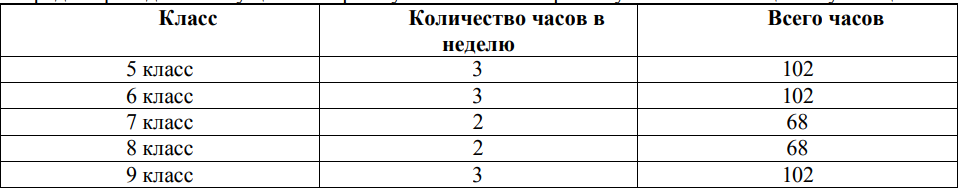 Класс Количество часов в неделю Всего часов
5 класс 3 102
6 класс 3 102
7 класс 2 68
8 класс 2 68
9 класс 3 102